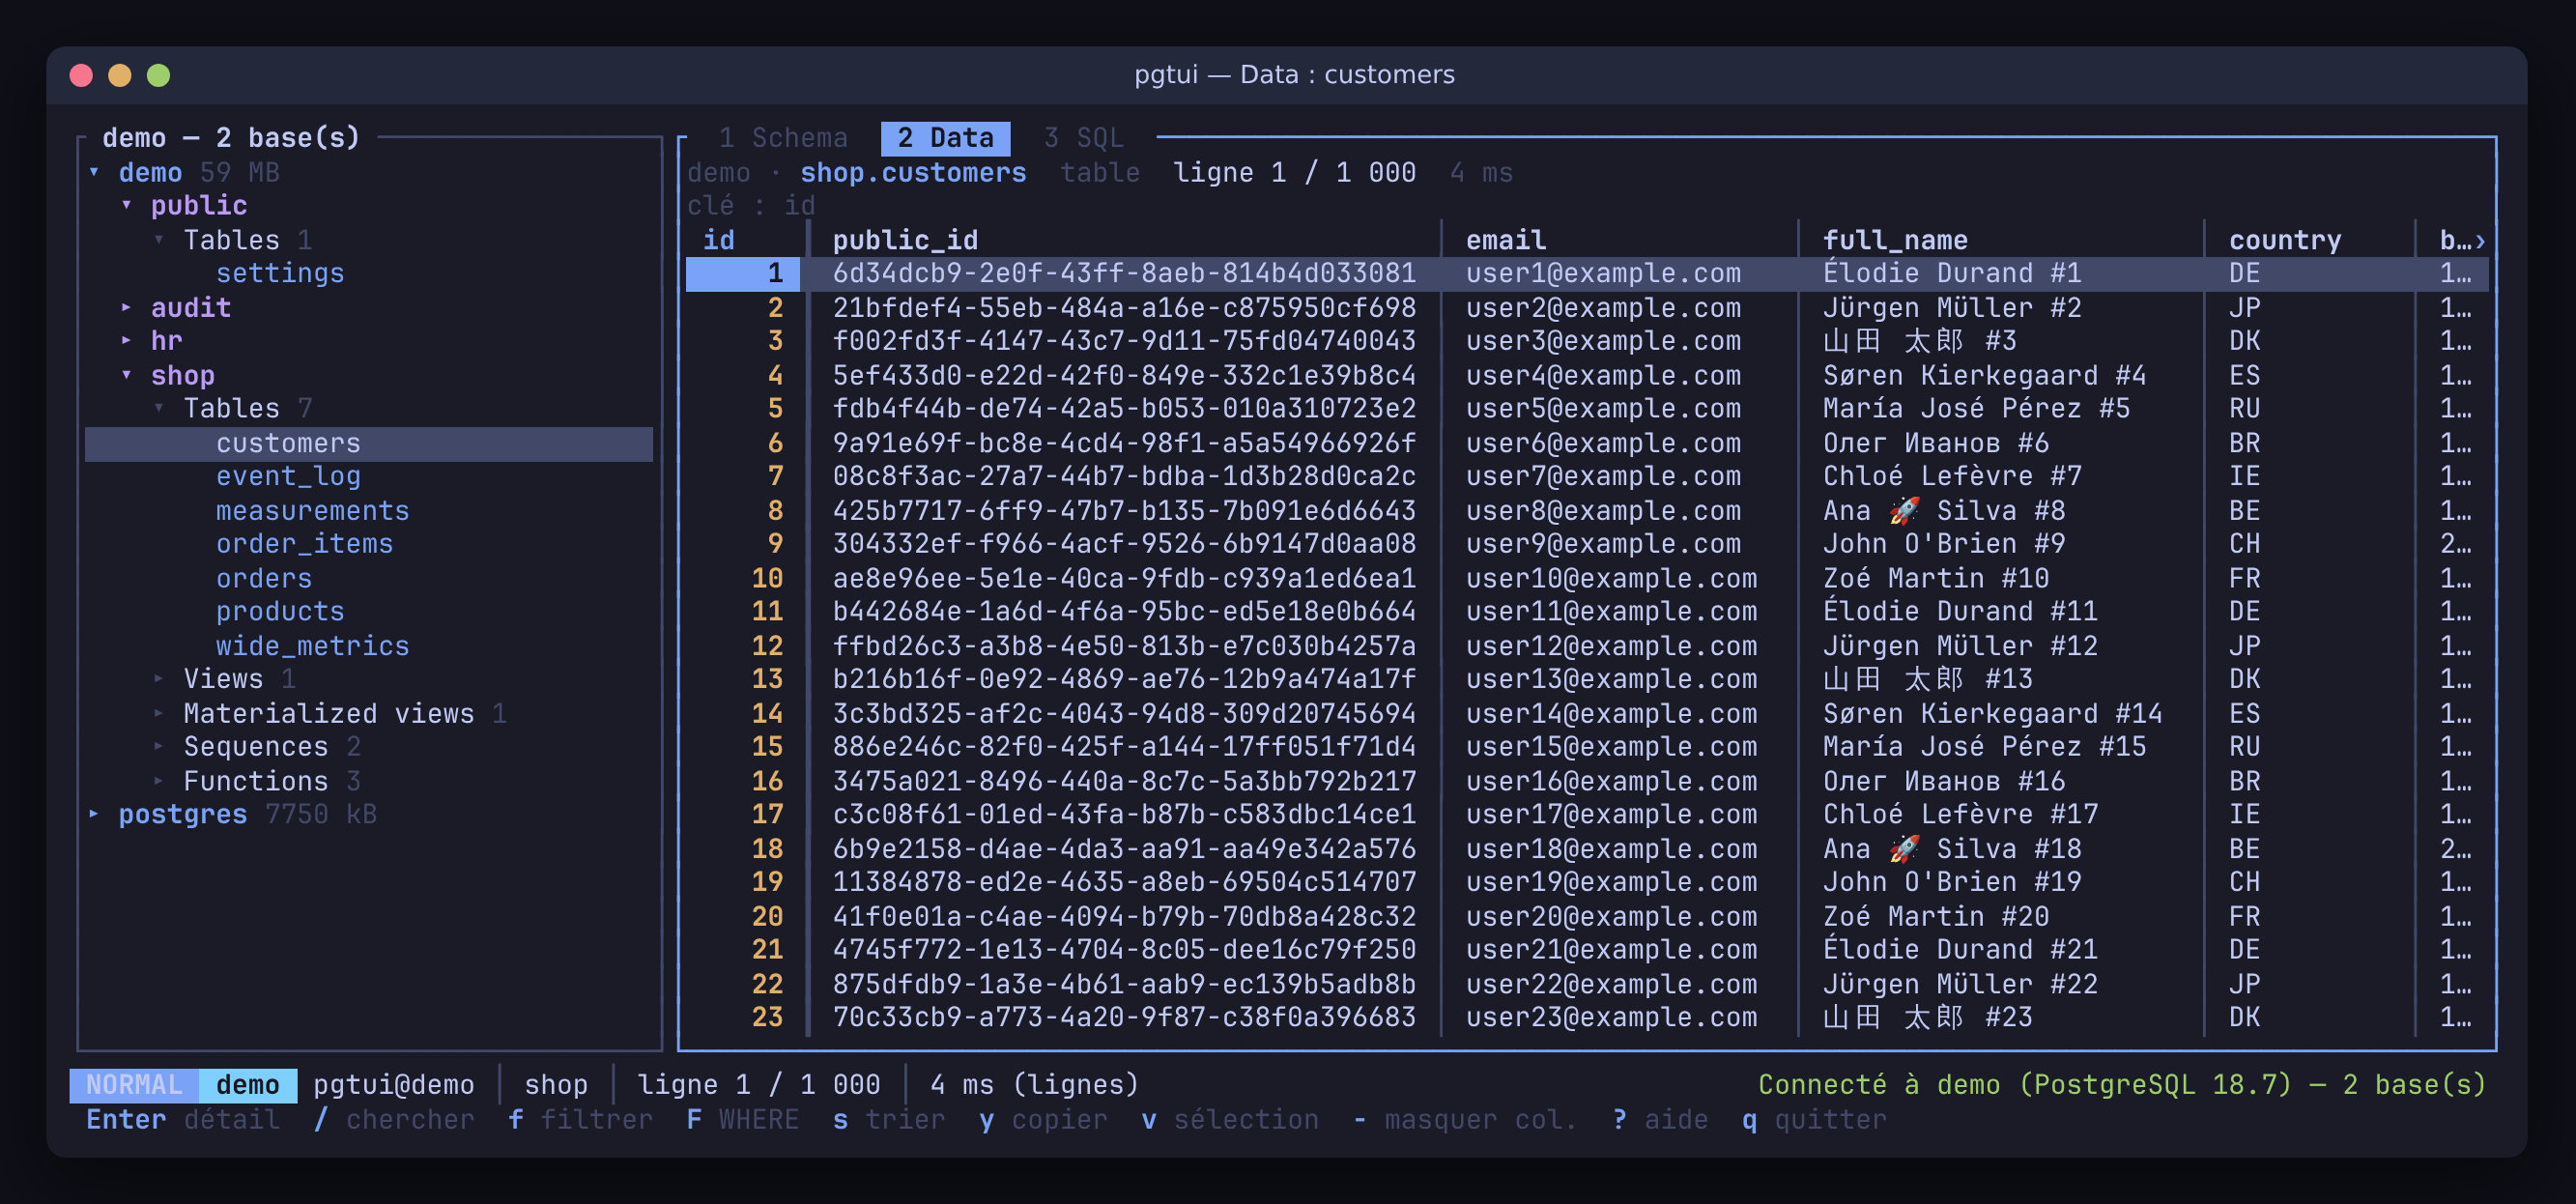 pgtui — Data : customers
demo — 2 base(s)
▾ demo 59 MB
▾ public
▾ Tables 1
settings
▸ audit
▸ hr
▾ shop
▾ Tables 7
customers
event_log
measurements
order_items
orders
products
wide_metrics
▸ Views 1
▸ Materialized views 1
▸ Sequences 2
▸ Functions 3
▸ postgres 7750 kB
1 Schema 2 Data 3 SQL
demo · shop.customers table ligne 1 / 1 000 4 ms
clé : id
id public_id email full_name country b…›
1 6d34dcb9-2e0f-43ff-8aeb-814b4d033081 user1@example.com Élodie Durand #1 DE 1…
2 21bfdef4-55eb-484a-a16e-c875950cf698 user2@example.com Jürgen Müller #2 JP 1…
3 f002fd3f-4147-43c7-9d11-75fd04740043 user3@example.com 山田 太郎 #3 DK 1…
4 5ef433d0-e22d-42f0-849e-332c1e39b8c4 user4@example.com Søren Kierkegaard #4 ES 1…
5 fdb4f44b-de74-42a5-b053-010a310723e2 user5@example.com María José Pérez #5 RU 1…
6 9a91e69f-bc8e-4cd4-98f1-a5a54966926f user6@example.com Олег Иванов #6 BR 1…
7 08c8f3ac-27a7-44b7-bdba-1d3b28d0ca2c user7@example.com Chloé Lefèvre #7 IE 1…
8 425b7717-6ff9-47b7-b135-7b091e6d6643 user8@example.com Ana 🚀 Silva #8 BE 1…
9 304332ef-f966-4acf-9526-6b9147d0aa08 user9@example.com John O'Brien #9 CH 2…
10 ae8e96ee-5e1e-40ca-9fdb-c939a1ed6ea1 user10@example.com Zoé Martin #10 FR 1…
11 b442684e-1a6d-4f6a-95bc-ed5e18e0b664 user11@example.com Élodie Durand #11 DE 1…
12 ffbd26c3-a3b8-4e50-813b-e7c030b4257a user12@example.com Jürgen Müller #12 JP 1…
13 b216b16f-0e92-4869-ae76-12b9a474a17f user13@example.com 山田 太郎 #13 DK 1…
14 3c3bd325-af2c-4043-94d8-309d20745694 user14@example.com Søren Kierkegaard #14 ES 1…
15 886e246c-82f0-425f-a144-17ff051f71d4 user15@example.com María José Pérez #15 RU 1…
16 3475a021-8496-440a-8c7c-5a3bb792b217 user16@example.com Олег Иванов #16 BR 1…
17 c3c08f61-01ed-43fa-b87b-c583dbc14ce1 user17@example.com Chloé Lefèvre #17 IE 1…
18 6b9e2158-d4ae-4da3-aa91-aa49e342a576 user18@example.com Ana 🚀 Silva #18 BE 2…
19 11384878-ed2e-4635-a8eb-69504c514707 user19@example.com John O'Brien #19 CH 1…
20 41f0e01a-c4ae-4094-b79b-70db8a428c32 user20@example.com Zoé Martin #20 FR 1…
21 4745f772-1e13-4704-8c05-dee16c79f250 user21@example.com Élodie Durand #21 DE 1…
22 875dfdb9-1a3e-4b61-aab9-ec139b5adb8b user22@example.com Jürgen Müller #22 JP 1…
23 70c33cb9-a773-4a20-9f87-c38f0a396683 user23@example.com 山田 太郎 #23 DK 1…
NORMAL demo pgtui@demo │ shop │ ligne 1 / 1 000 │ 4 ms (lignes) Connecté à demo (PostgreSQL 18.7) — 2 base(s)
Enter détail / chercher f filtrer F WHERE s trier y copier v sélection - masquer col. ? aide q quitter